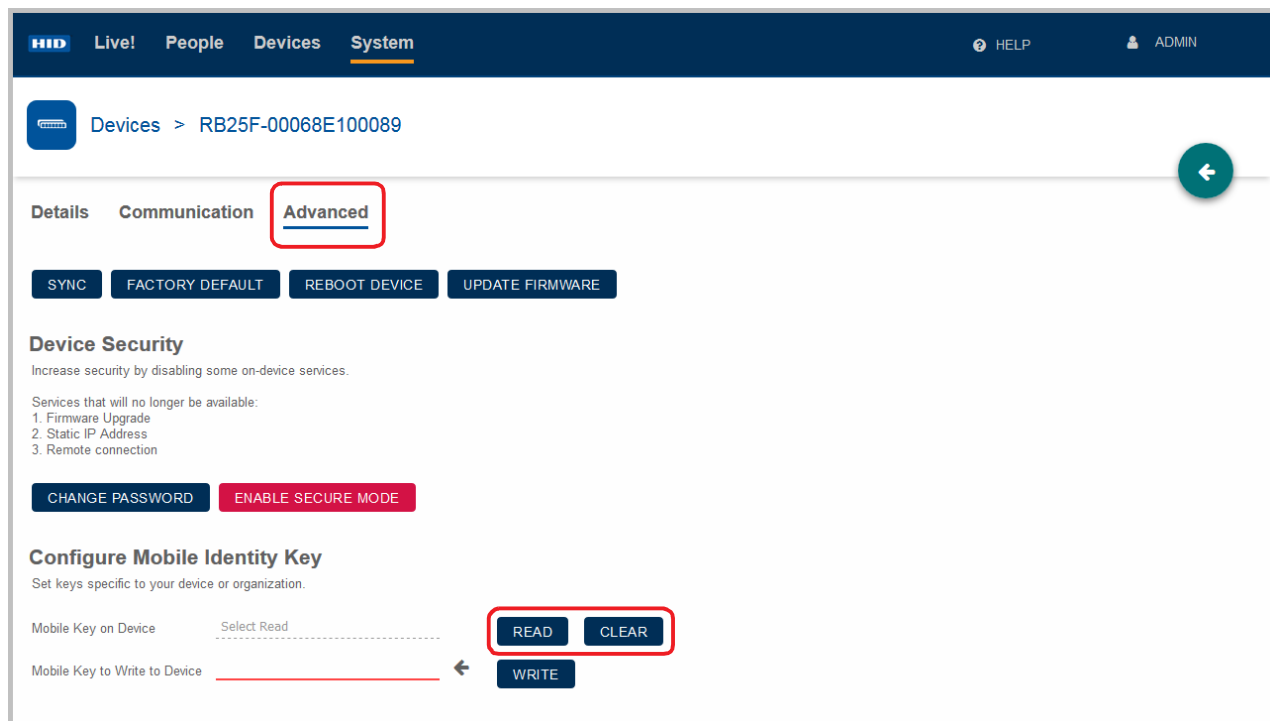 HID Live! People Devices System HELP ADMIN
Devices > RB25F-00068E100089
Details Communication Advanced
SYNC FACTORY DEFAULT REBOOT DEVICE UPDATE FIRMWARE
Device Security
Increase security by disabling some on-device services.
Services that will no longer be available:
1. Firmware Upgrade
2. Static IP Address
3. Remote connection
CHANGE PASSWORD ENABLE SECURE MODE
Configure Mobile Identity Key
Set keys specific to your device or organization.
Mobile Key on Device Select Read READ CLEAR
Mobile Key to Write to Device WRITE